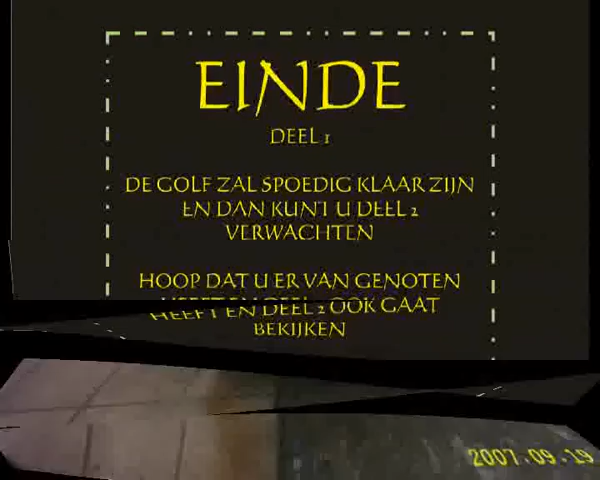 EINDE
DEEL 1
DE GOLF ZAL SPOEDIG KLAAR ZIJN
EN DAN KUNT U DEEL 2
VERWACHTEN
HOOP DAT U ER VAN GENOTEN
HEEFT EN DEEL 2 OOK GAAT
BEKIJKEN
2007.09.19